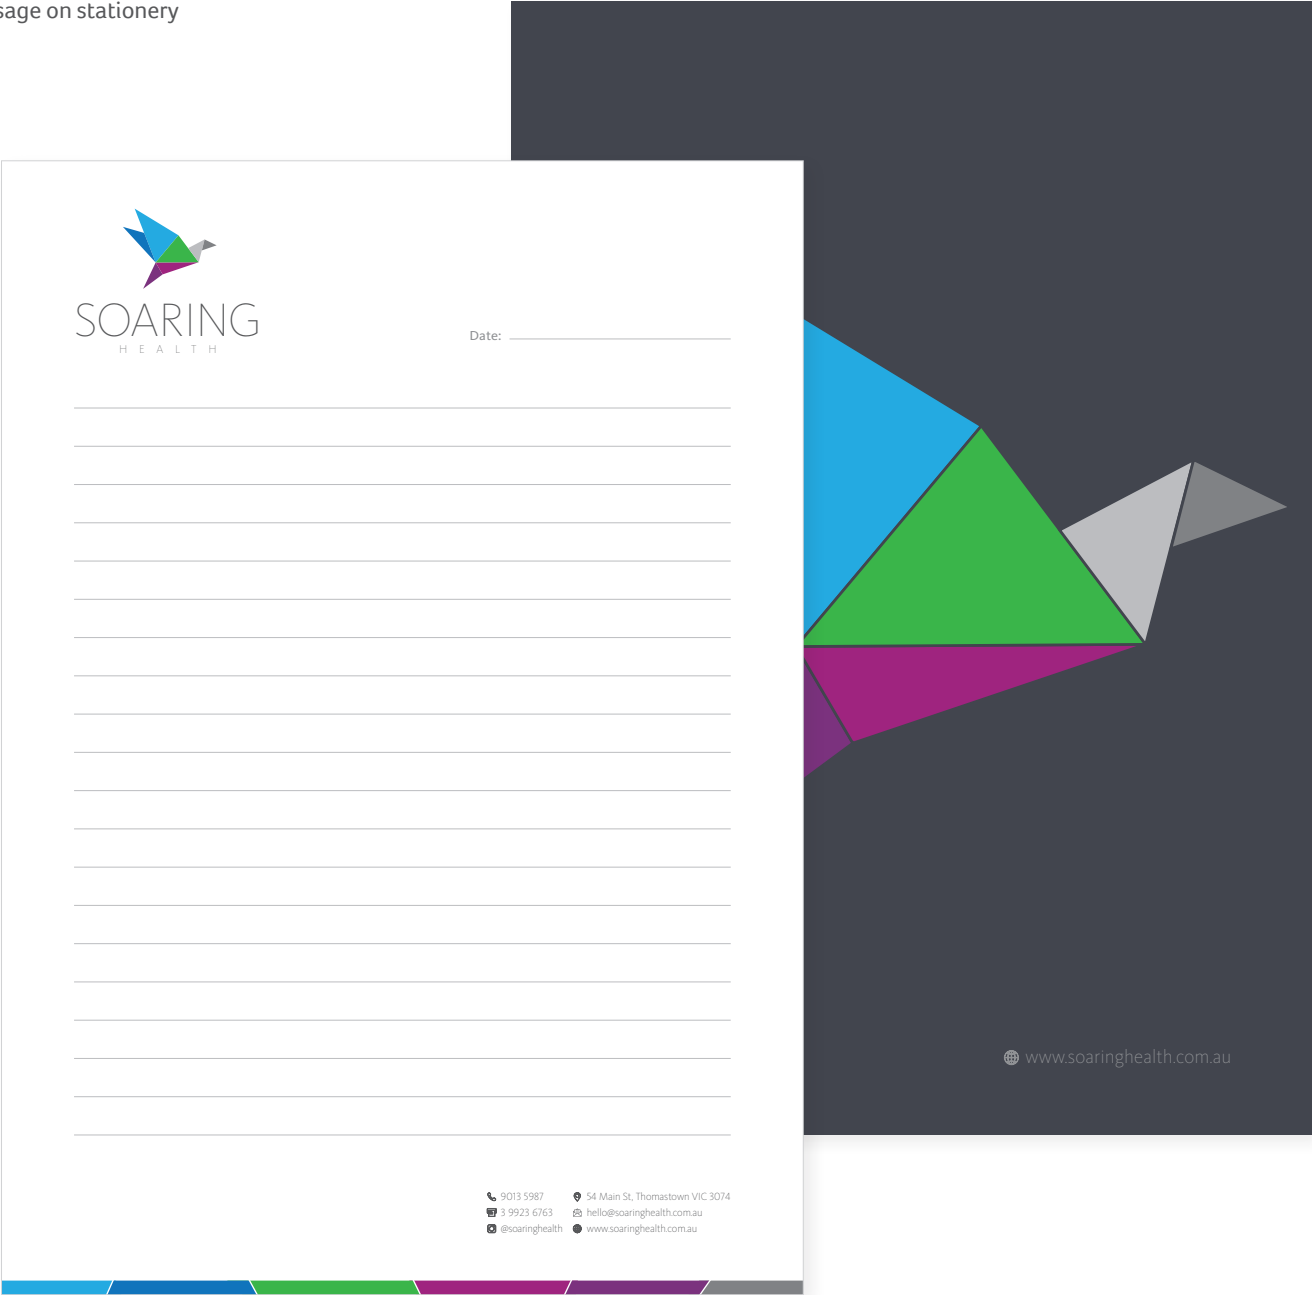 sage on stationery
SOARING
HEALTH
Date:
www.soaringhealth.com.au
9013 5987
54 Main St, Thomastown VIC 3074
3 9923 6763
hello@soaringhealth.com.au
@soaringhealth
www.soaringhealth.com.au